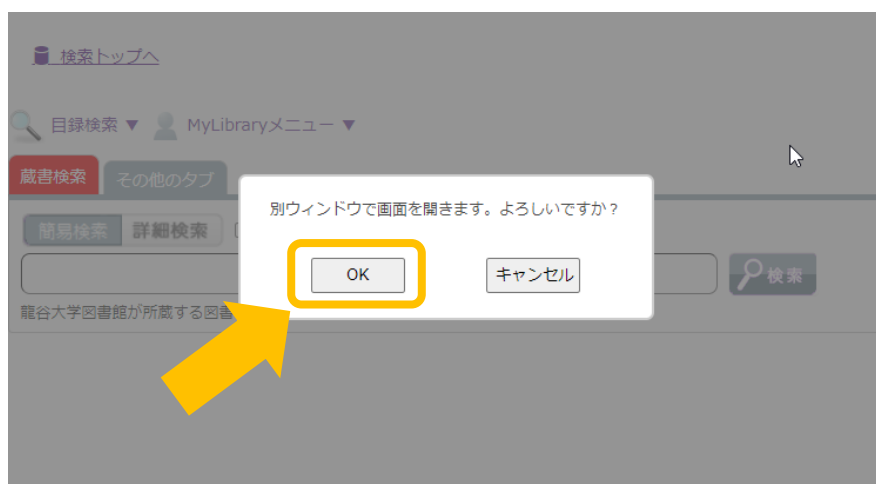 検索トップへ
目録検索 ▼ MyLibraryメニュー ▼
蔵書検索 その他のタブ
別ウィンドウで画面を開きます。よろしいですか？
簡易検索 詳細検索
OK キャンセル
検索
龍谷大学図書館が所蔵する図書